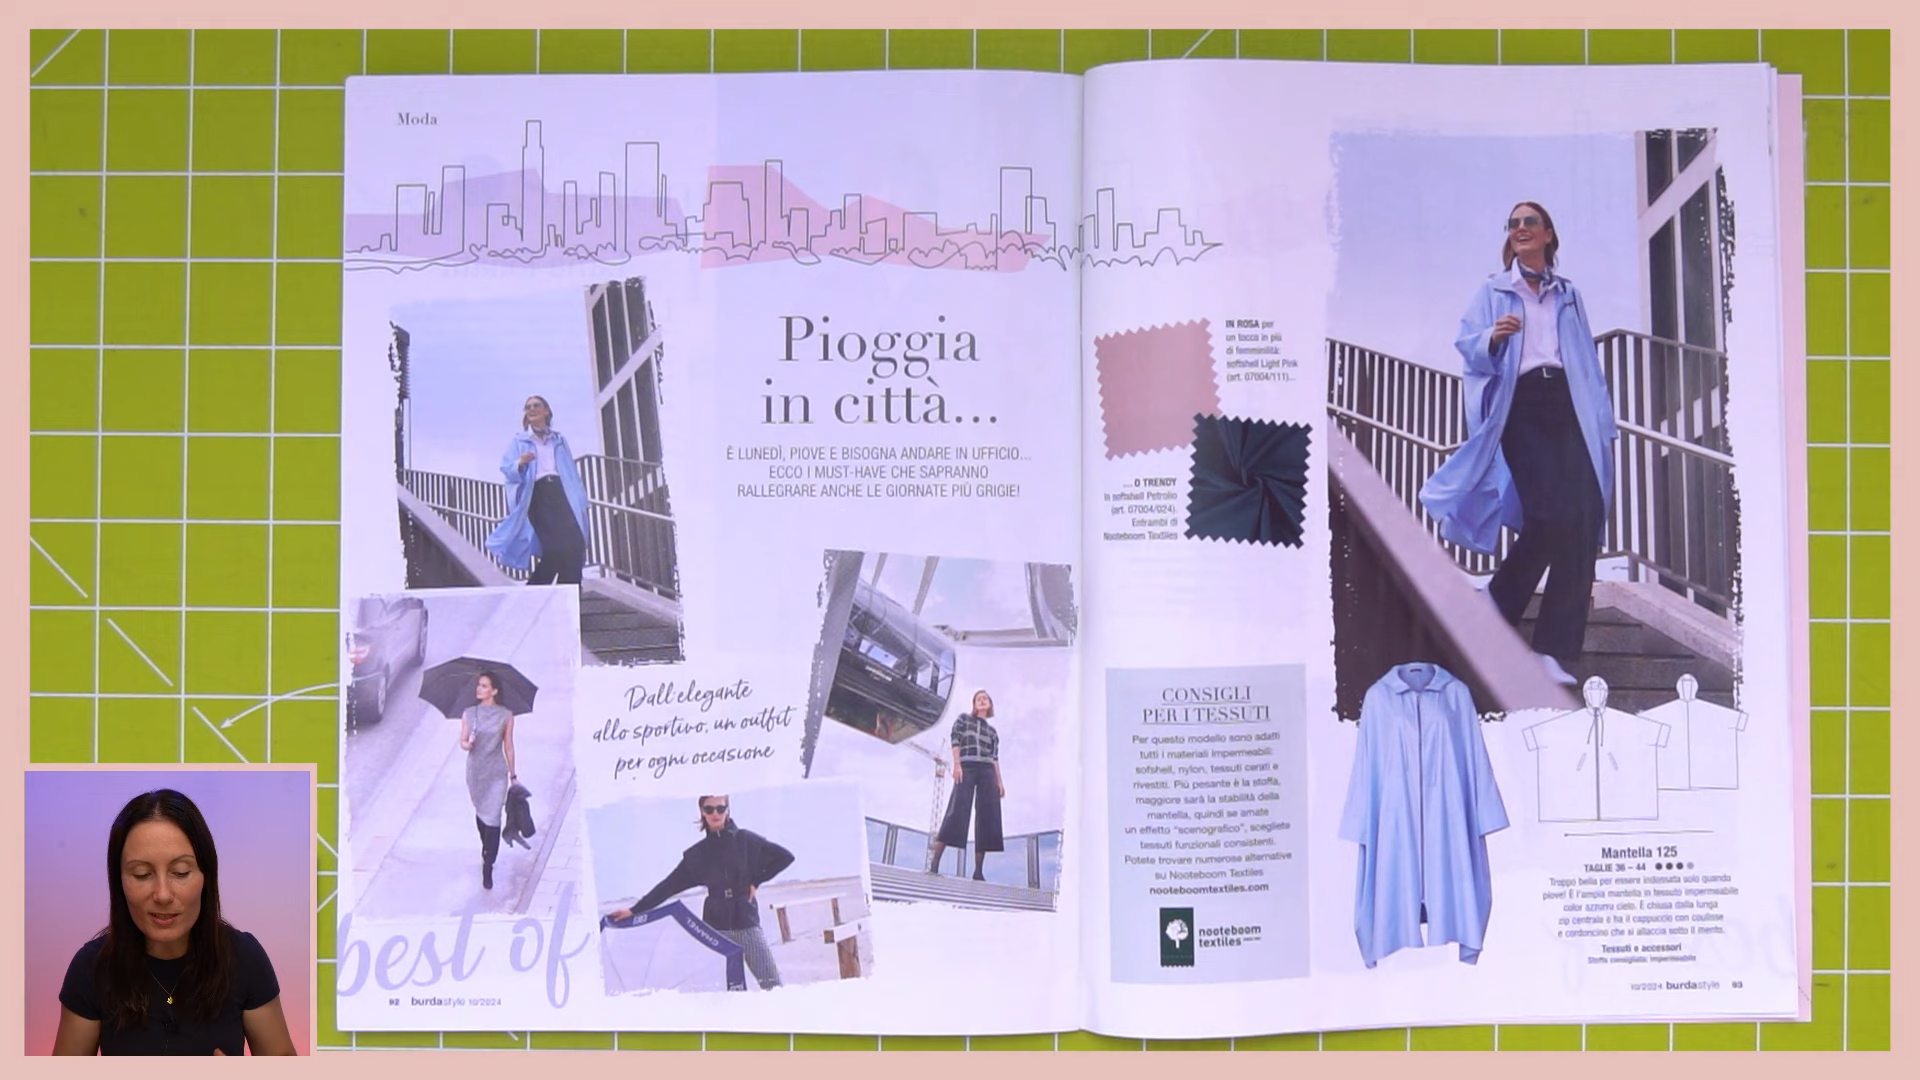 Moda
Pioggia
in città...
È LUNEDÌ, PIOVE E BISOGNA ANDARE IN UFFICIO...
ECCO I MUST-HAVE CHE SAPRANNO
RALLEGRARE ANCHE LE GIORNATE PIÙ GRIGIE!
Dall'elegante
allo sportivo, un outfit
per ogni occasione
CHANEL
best of
92 burdastyle 10/2024
IN ROSA per
un tocco in più
di femminilità:
softshell Light Pink
(art. 07004/111)...
... O TRENDY
in softshell Petrolio
(art. 07004/024).
Entrambi di
Nooteboom Textiles
CONSIGLI
PER I TESSUTI
Per questo modello sono adatti
tutti i materiali impermeabili:
softshell, nylon, tessuti cerati e
rivestiti. Più pesante è la stoffa,
maggiore sarà la stabilità della
mantella, quindi se amate
un effetto "scenografico", scegliete
tessuti funzionali consistenti.
Potete trovare numerose alternative
su Nooteboom Textiles
nooteboomtextiles.com
nooteboom
textiles
Mantella 125
TAGLIE 36 – 44
Troppo bella per essere indossata solo quando
piove! È l'ampia mantella in tessuto impermeabile
color azzurro cielo. È chiusa dalla lunga
zip centrale e ha il cappuccio con coulisse
e cordoncino che si allaccia sotto il mento.
Tessuti e accessori
Stoffa consigliata: impermeabile
10/2024 burdastyle 93